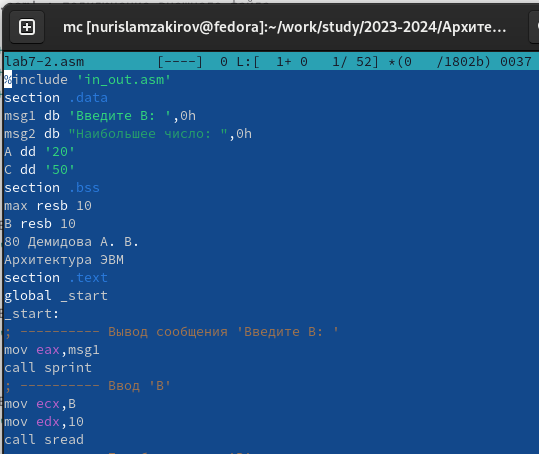 mc [nurislamzakirov@fedora]:~/work/study/2023-2024/Архите...
lab7-2.asm [----] 0 L:[ 1+ 0 1/ 52] *(0 /1802b) 0037
%include 'in_out.asm'
section .data
msg1 db 'Введите B: ',0h
msg2 db "Наибольшее число: ",0h
A dd '20'
C dd '50'
section .bss
max resb 10
B resb 10
80 Демидова А. В.
Архитектура ЭВМ
section .text
global _start
_start:
; ---------- Вывод сообщения 'Введите B: '
mov eax,msg1
call sprint
; ---------- Ввод 'B'
mov ecx,B
mov edx,10
call sread